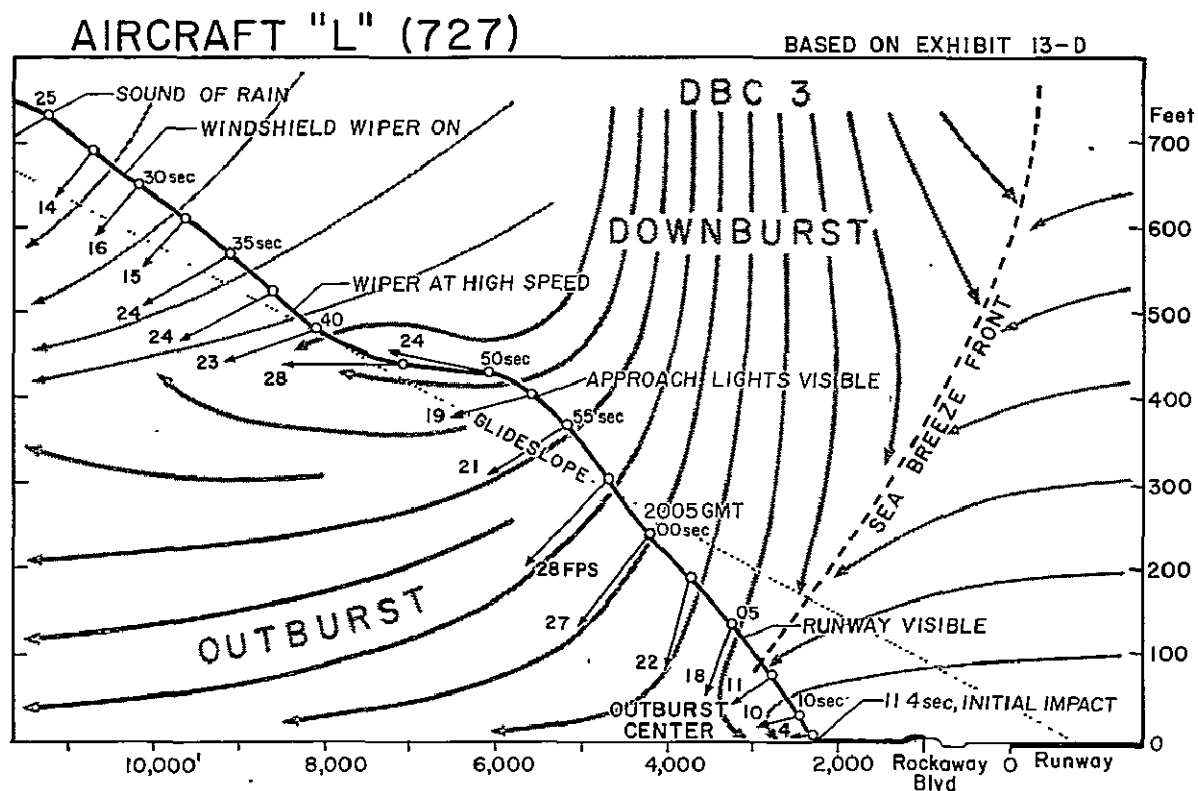 AIRCRAFT "L" (727)
BASED ON EXHIBIT 13-D
DBC 3
25
SOUND OF RAIN
WINDSHIELD WIPER ON
Feet
700
30 sec
14
16
15
DOWNBURST
600
35 sec
WIPER AT HIGH SPEED
24
24
40
23
28
24
50 sec
500
SEA BREEZE FRONT
APPROACH LIGHTS VISIBLE
400
19
GLIDESLOPE
55 sec
21
300
2005 GMT
00 sec
28 FPS
200
OUTBURST
27
05
RUNWAY VISIBLE
22
18
11
100
OUTBURST
CENTER
10
10 sec
4
11 4 sec, INITIAL IMPACT
0
10,000'
8,000
6,000
4,000
2,000
Rockaway
Blvd
0
Runway